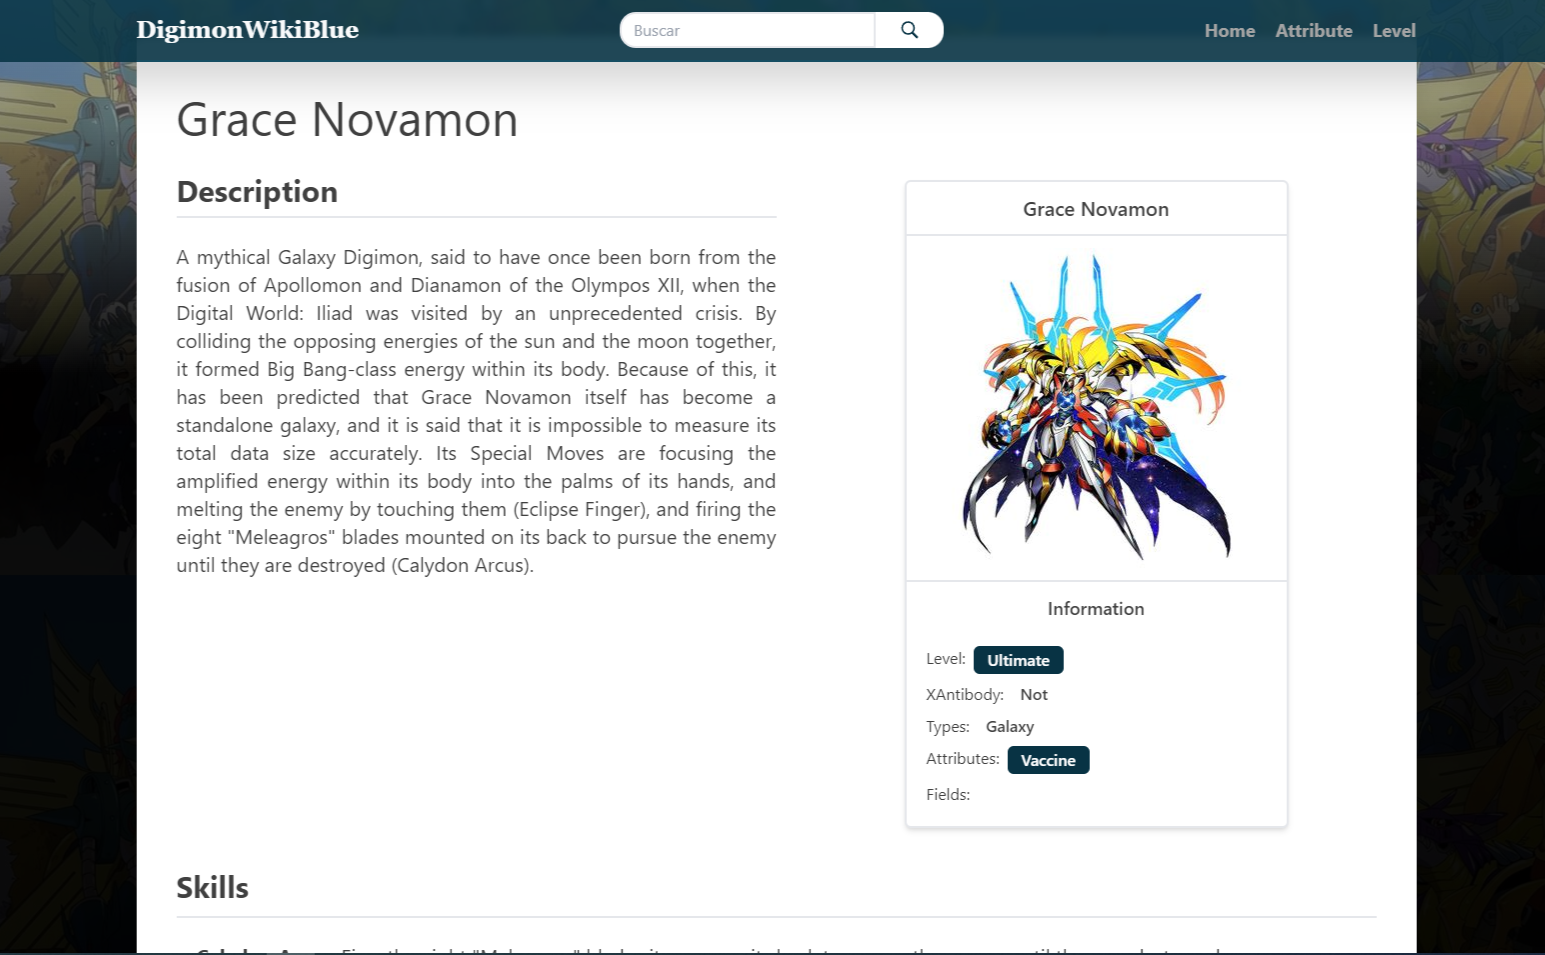 DigimonWikiBlue
Buscar
Home Attribute Level
Grace Novamon
Description
A mythical Galaxy Digimon, said to have once been born from the
fusion of Apollomon and Dianamon of the Olympos XII, when the
Digital World: Iliad was visited by an unprecedented crisis. By
colliding the opposing energies of the sun and the moon together,
it formed Big Bang-class energy within its body. Because of this, it
has been predicted that Grace Novamon itself has become a
standalone galaxy, and it is said that it is impossible to measure its
total data size accurately. Its Special Moves are focusing the
amplified energy within its body into the palms of its hands, and
melting the enemy by touching them (Eclipse Finger), and firing the
eight "Meleagros" blades mounted on its back to pursue the enemy
until they are destroyed (Calydon Arcus).
Grace Novamon
Information
Level: Ultimate
XAntibody: Not
Types: Galaxy
Attributes: Vaccine
Fields:
Skills